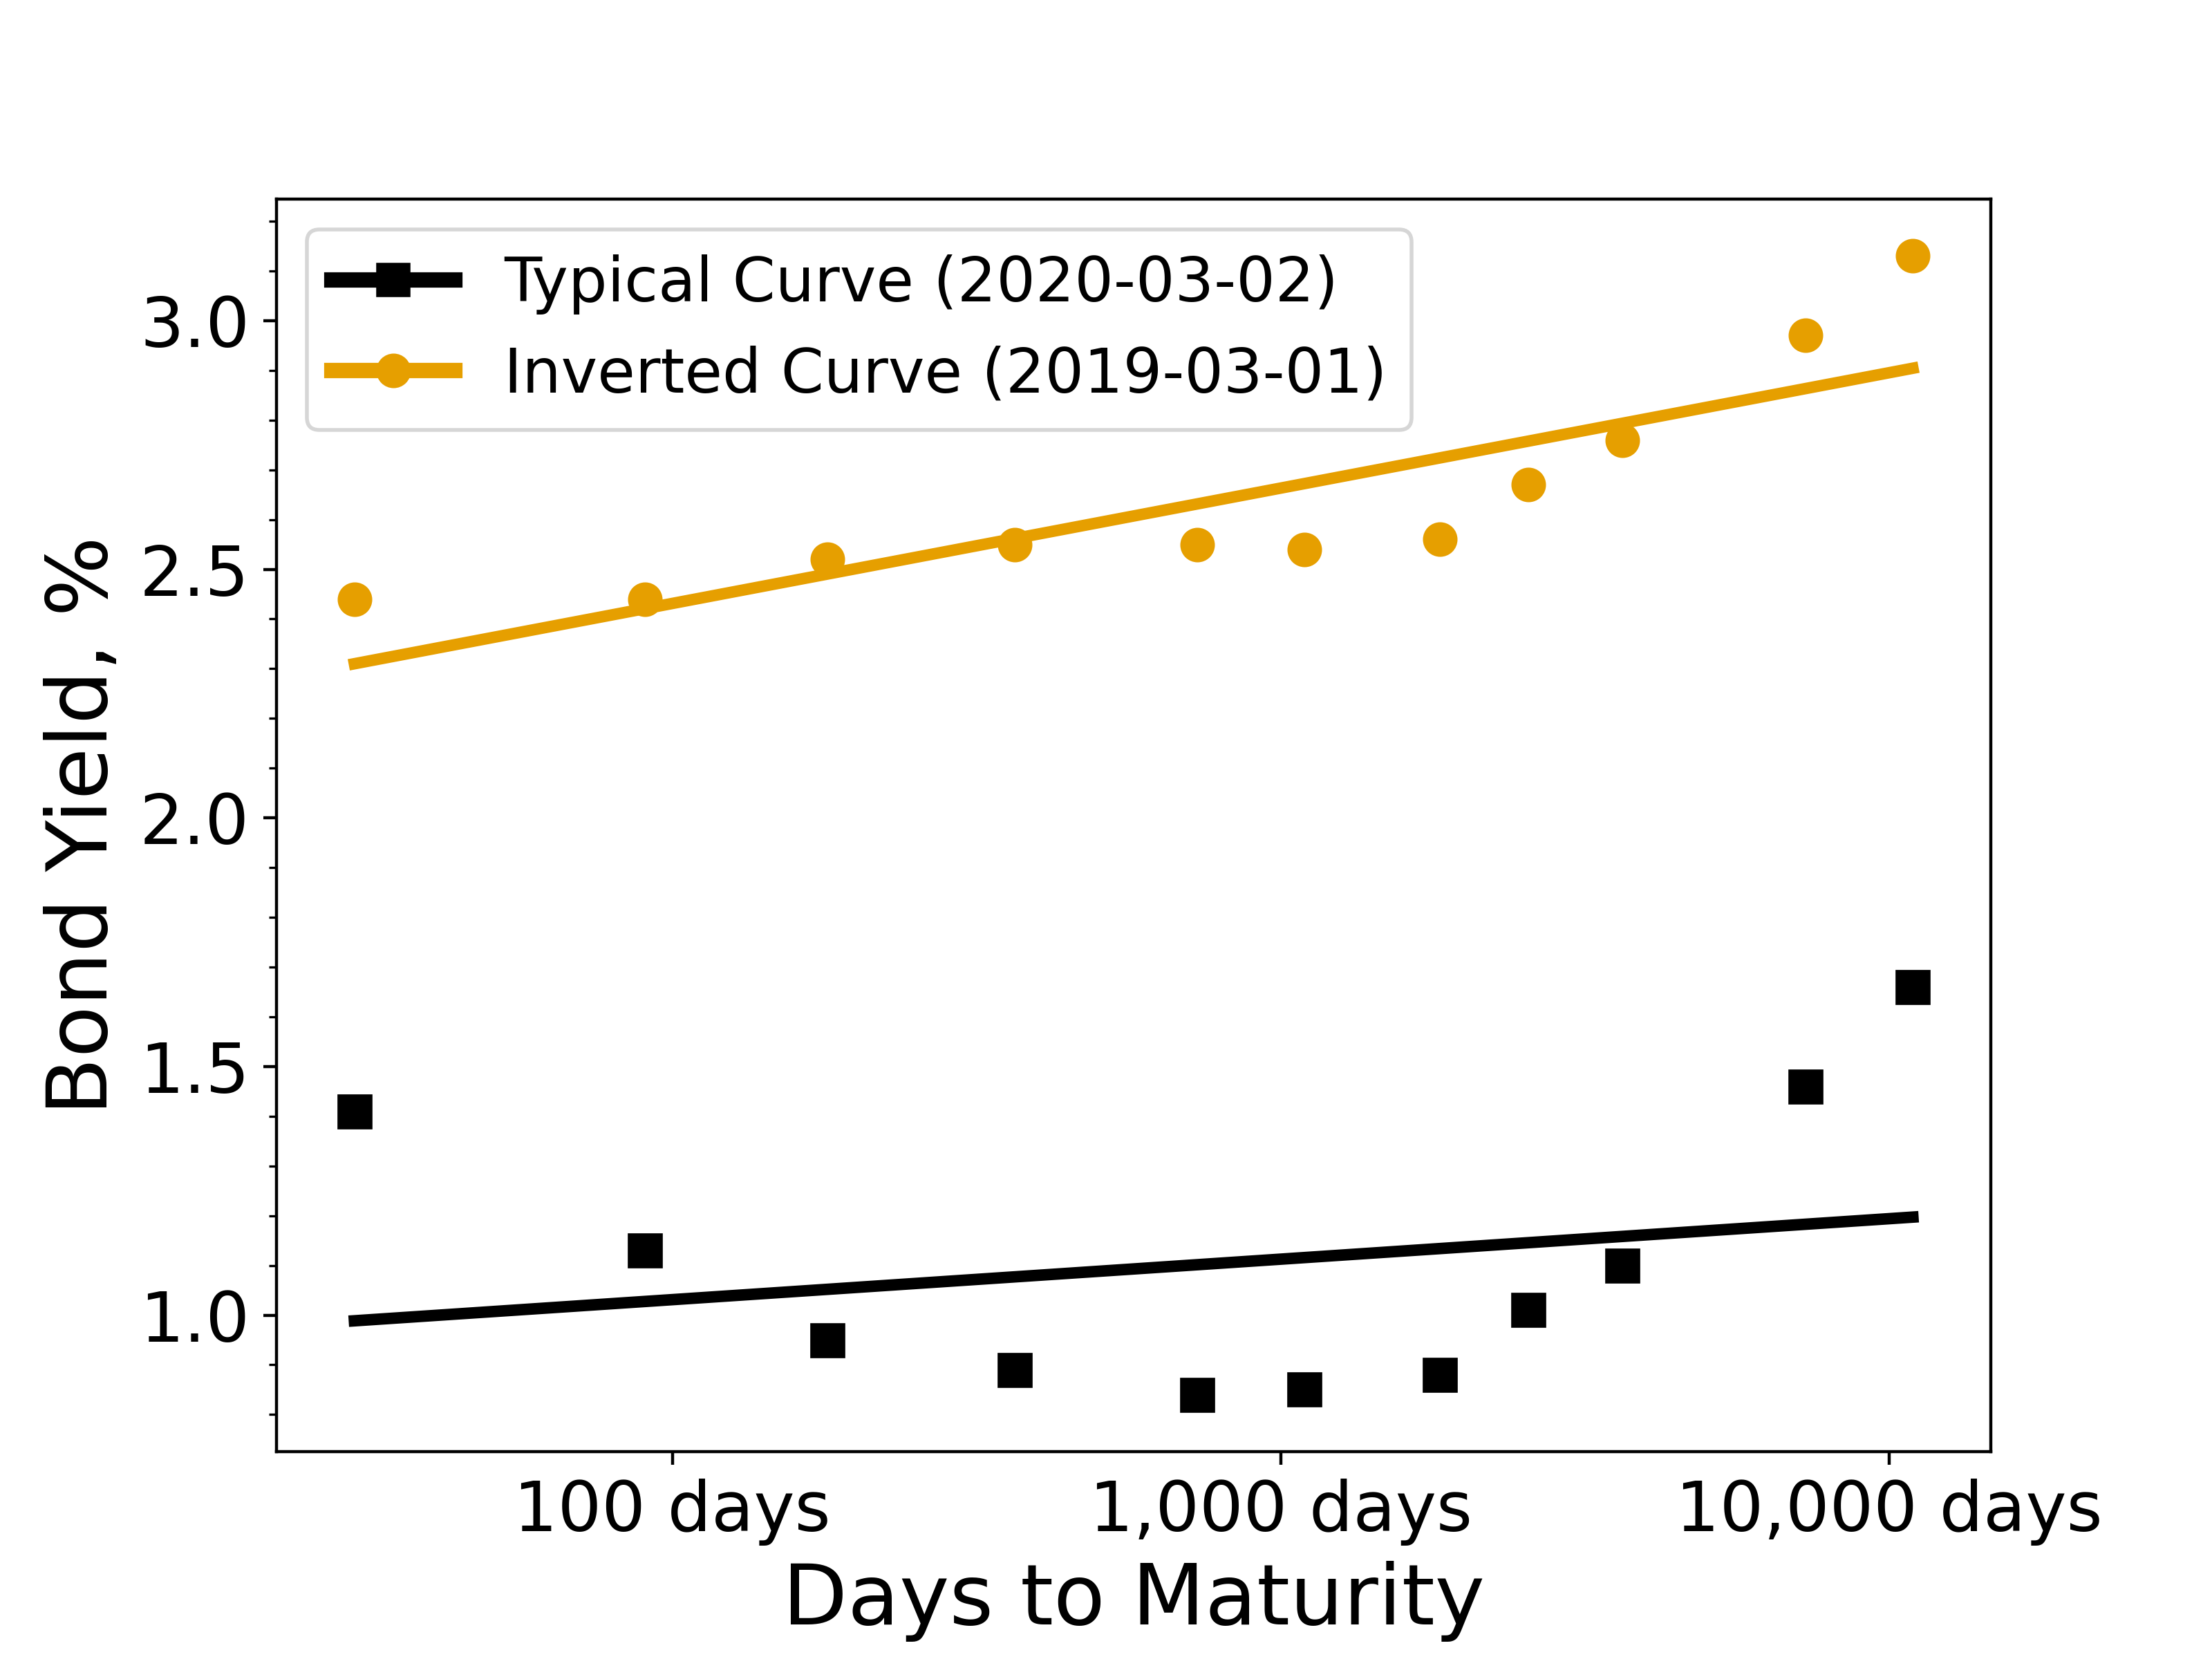 Typical Curve (2020-03-02)
Inverted Curve (2019-03-01)
3.0
2.5
2.0
1.5
1.0
Bond Yield, %
100 days
1,000 days
10,000 days
Days to Maturity